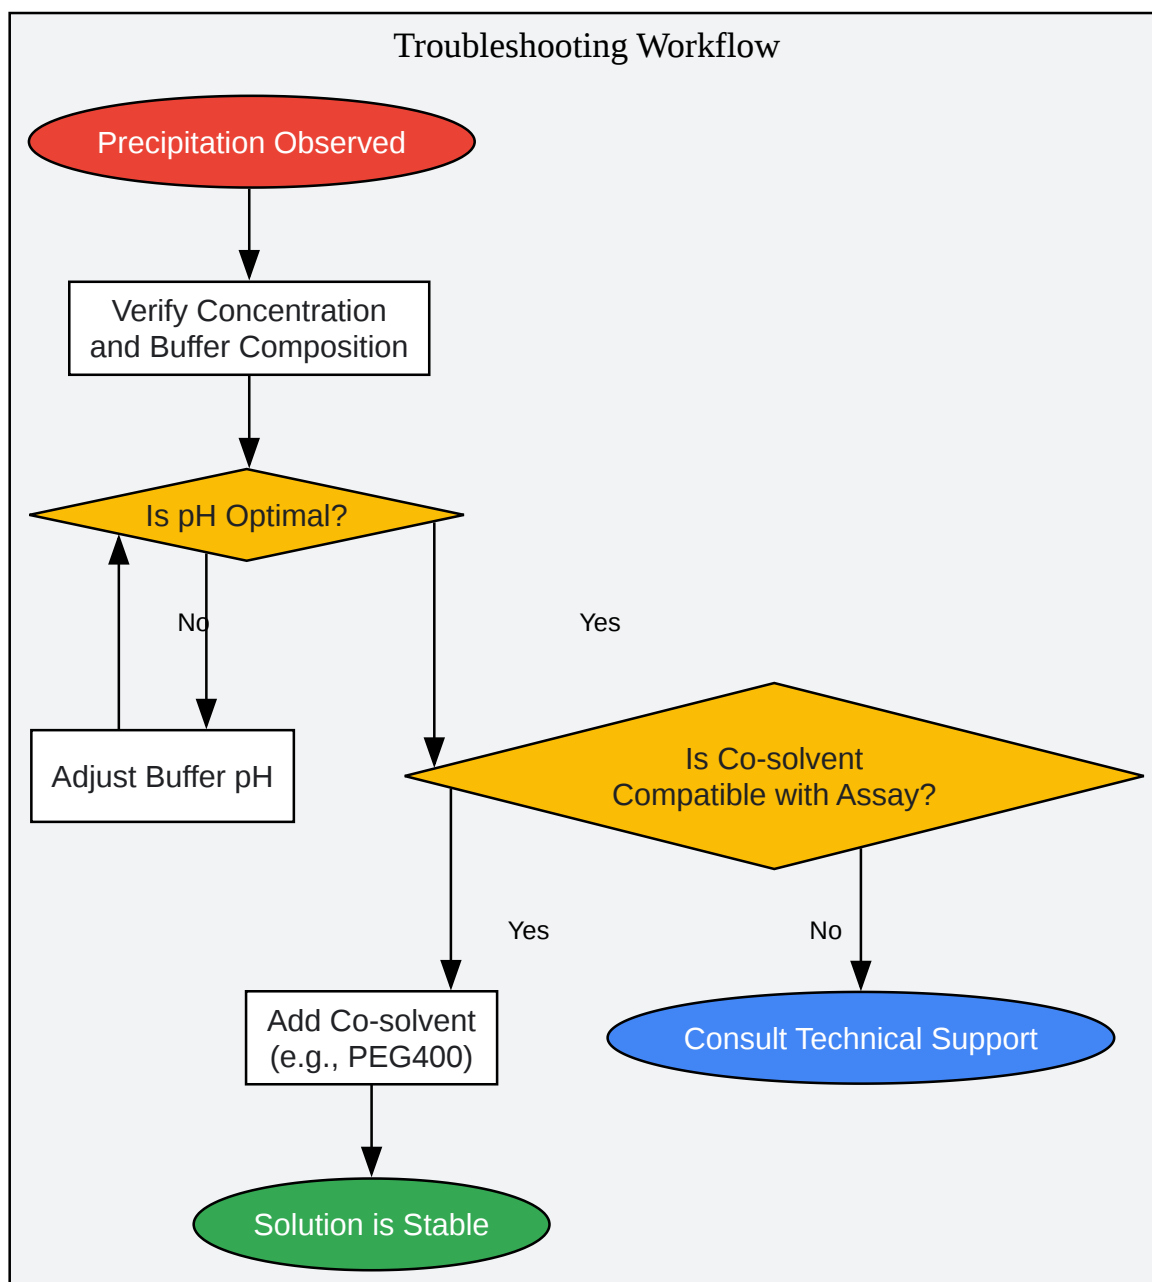 Troubleshooting Workflow
Precipitation Observed
Verify Concentration
and Buffer Composition
Is pH Optimal?
No
Yes
Adjust Buffer pH
Is Co-solvent
Compatible with Assay?
Yes
No
Add Co-solvent
(e.g., PEG400)
Consult Technical Support
Solution is Stable